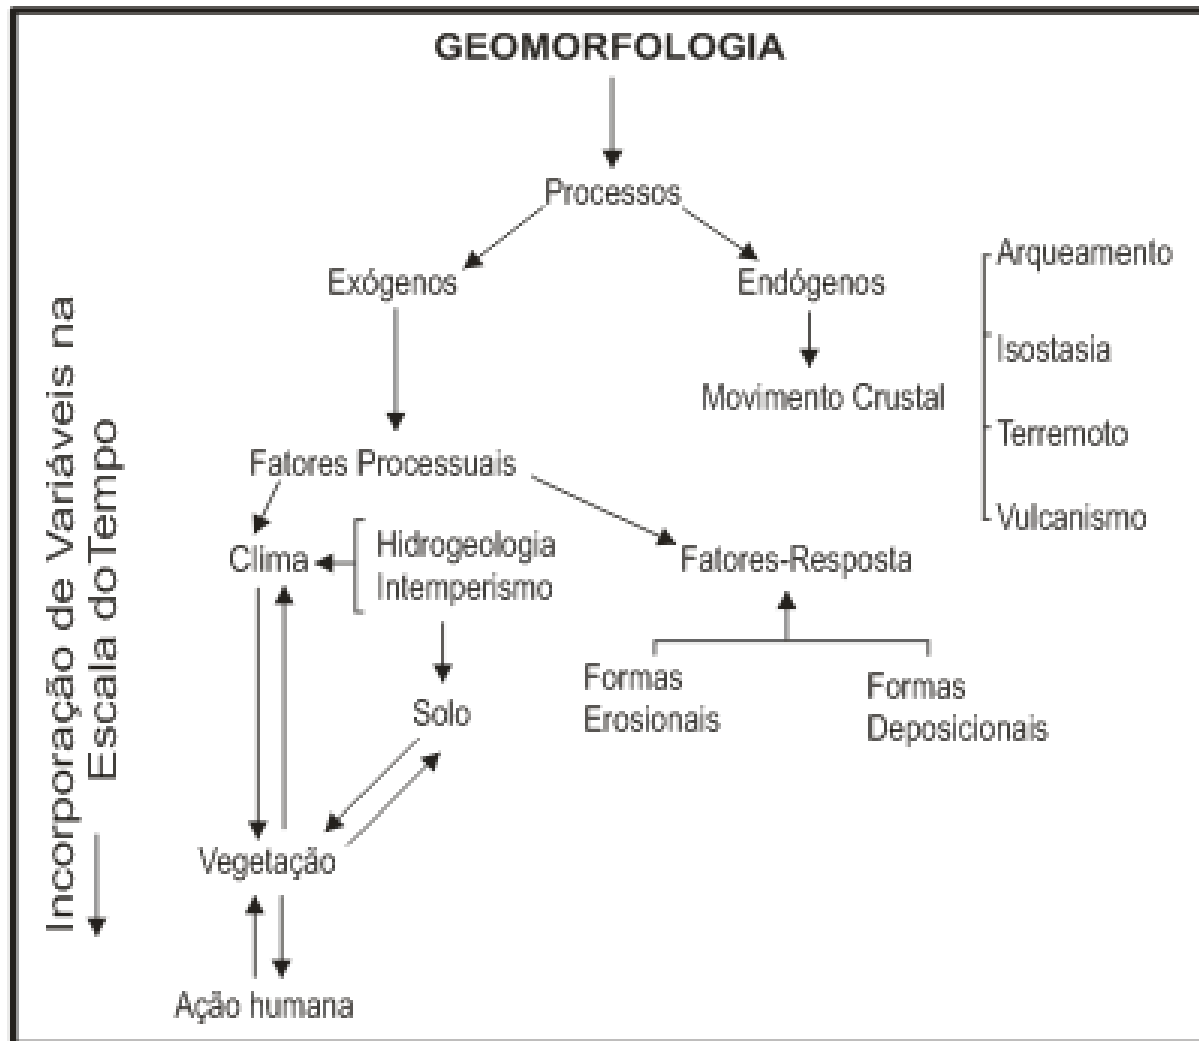 GEOMORFOLOGIA
Processos
Exógenos
Endógenos
Arqueamento
Isostasia
Terremoto
Vulcanismo
Movimento Crustal
Fatores Processuais
Clima
Hidrogeologia
Intemperismo
Fatores-Resposta
Solo
Formas
Erosionais
Formas
Deposicionais
Vegetação
Ação humana
Incorporação de Variáveis na
Escala doTempo